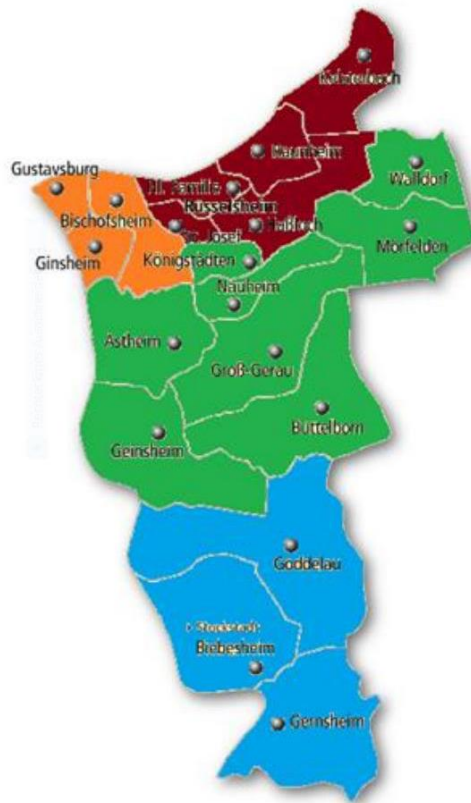 Kelsterbach
Raunheim
Walldorf
Gustavsburg
Hl. Familie
Bischofsheim
Rüsselsheim
Haßloch
Mörfelden
St. Josef
Ginsheim
Königstädten
Nauheim
Astheim
Groß-Gerau
Büttelborn
Geinsheim
Goddelau
Stockstadt
Biebesheim
Gernsheim